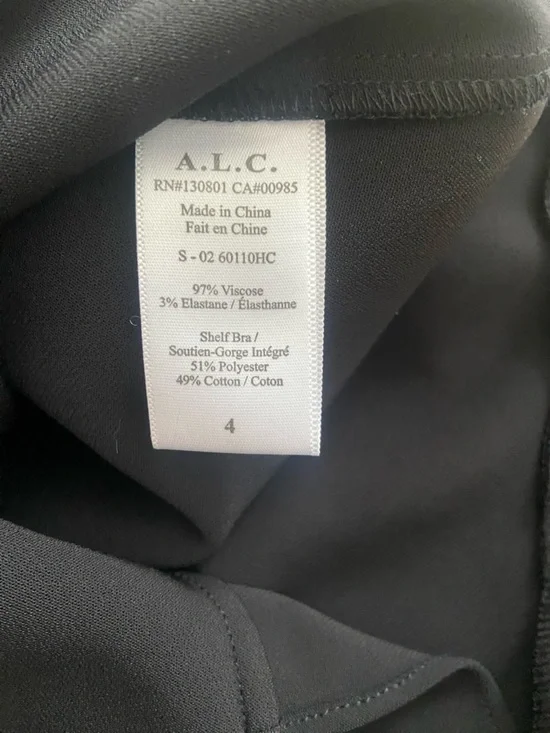 A.L.C.
RN#130801 CA#00985
Made in China
Fait en Chine
S - 02 60110HC
97% Viscose
3% Elastane / Élasthanne
Shelf Bra /
Soutien-Gorge Intégré
51% Polyester
49% Cotton / Coton
4